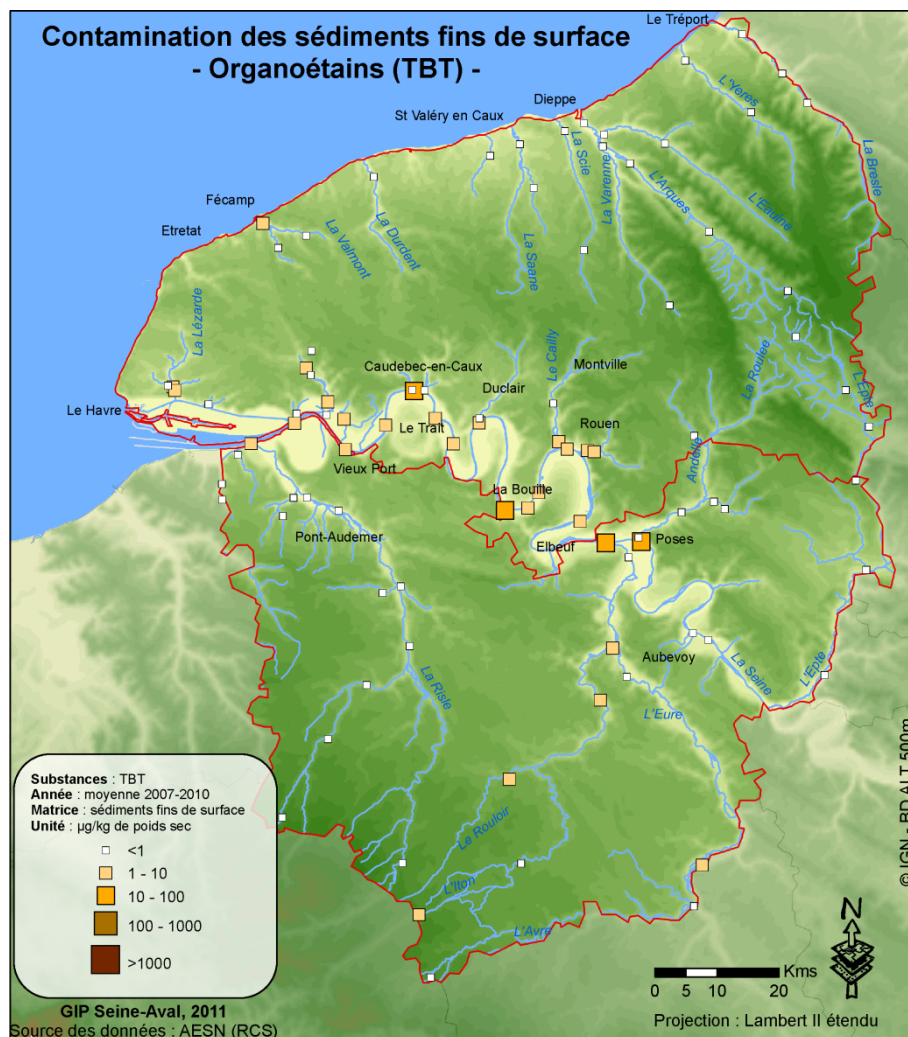 Contamination des sédiments fins de surface
- Organoétains (TBT) -
Le Tréport
L'Yeres
Dieppe
St Valéry en Caux
La Bresle
La Scie
La Varenne
L'Arques
L'Eaulne
Fécamp
Etretat
La Valmont
La Durdent
La Saane
La Lézarde
Le Cailly
Montville
La Roulee
L'Epte
Caudebec-en-Caux
Duclair
Le Havre
Le Trait
Rouen
Andelle
Vieux Port
La Bouille
Pont-Audemer
Elbeuf
Poses
Aubevoy
La Seine
L'Epte
La Risle
L'Eure
Le Rouloir
L'Iton
L'Avre
Substances : TBT
Année : moyenne 2007-2010
Matrice : sédiments fins de surface
Unité : µg/kg de poids sec
<1
1 - 10
10 - 100
100 - 1000
>1000
GIP Seine-Aval, 2011
Source des données : AESN (RCS)
© IGN - BD ALT 500m
N
Kms
0 5 10 20
Projection : Lambert II étendu